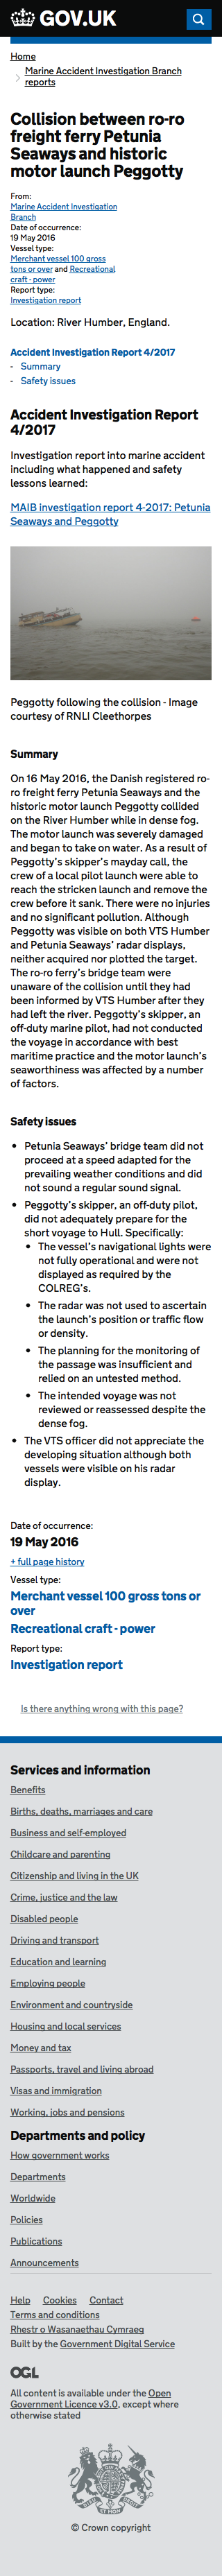 GOV.UK
Home
Marine Accident Investigation Branch
reports
Collision between ro-ro
freight ferry Petunia
Seaways and historic
motor launch Peggotty
From:
Marine Accident Investigation
Branch
Date of occurrence:
19 May 2016
Vessel type:
Merchant vessel 100 gross
tons or over and Recreational
craft - power
Report type:
Investigation report
Location: River Humber, England.
Accident Investigation Report 4/2017
- Summary
- Safety issues
Accident Investigation Report
4/2017
Investigation report into marine accident
including what happened and safety
lessons learned:
MAIB investigation report 4-2017: Petunia
Seaways and Peggotty
Peggotty following the collision - Image
courtesy of RNLI Cleethorpes
Summary
On 16 May 2016, the Danish registered ro-
ro freight ferry Petunia Seaways and the
historic motor launch Peggotty collided
on the River Humber while in dense fog.
The motor launch was severely damaged
and began to take on water. As a result of
Peggotty's skipper's mayday call, the
crew of a local pilot launch were able to
reach the stricken launch and remove the
crew before it sank. There were no injuries
and no significant pollution. Although
Peggotty was visible on both VTS Humber
and Petunia Seaways' radar displays,
neither acquired nor plotted the target.
The ro-ro ferry's bridge team were
unaware of the collision until they had
been informed by VTS Humber after they
had left the river. Peggotty's skipper, an
off-duty marine pilot, had not conducted
the voyage in accordance with best
maritime practice and the motor launch's
seaworthiness was affected by a number
of factors.
Safety issues
• Petunia Seaways' bridge team did not
proceed at a speed adapted for the
prevailing weather conditions and did
not sound a regular sound signal.
• Peggotty's skipper, an off-duty pilot,
did not adequately prepare for the
short voyage to Hull. Specifically:
• The vessel's navigational lights were
not fully operational and were not
displayed as required by the
COLREG's.
• The radar was not used to ascertain
the launch's position or traffic flow
or density.
• The planning for the monitoring of
the passage was insufficient and
relied on an untested method.
• The intended voyage was not
reviewed or reassessed despite the
dense fog.
• The VTS officer did not appreciate the
developing situation although both
vessels were visible on his radar
display.
Date of occurrence:
19 May 2016
+ full page history
Vessel type:
Merchant vessel 100 gross tons or
over
Recreational craft - power
Report type:
Investigation report
Is there anything wrong with this page?
Services and information
Benefits
Births, deaths, marriages and care
Business and self-employed
Childcare and parenting
Citizenship and living in the UK
Crime, justice and the law
Disabled people
Driving and transport
Education and learning
Employing people
Environment and countryside
Housing and local services
Money and tax
Passports, travel and living abroad
Visas and immigration
Working, jobs and pensions
Departments and policy
How government works
Departments
Worldwide
Policies
Publications
Announcements
Help Cookies Contact
Terms and conditions
Rhestr o Wasanaethau Cymraeg
Built by the Government Digital Service
OGL
All content is available under the Open
Government Licence v3.0, except where
otherwise stated
© Crown copyright